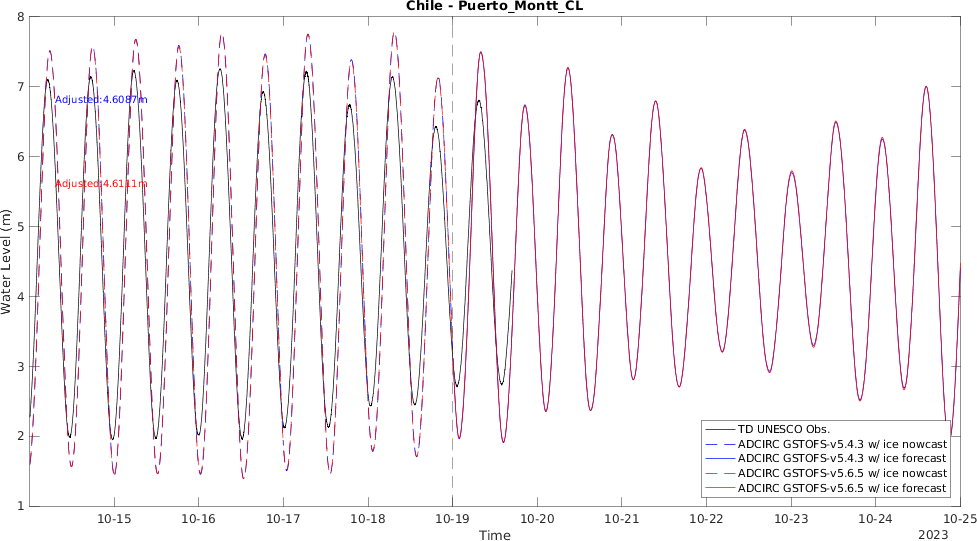 Chile - Puerto_Montt_CL
8
7
6
5
4
3
2
1
Water Level (m)
Adjusted:4.6087m
Adjusted:4.6111m
TD UNESCO Obs.
ADCIRC GSTOFS-v5.4.3 w/ ice nowcast
ADCIRC GSTOFS-v5.4.3 w/ ice forecast
ADCIRC GSTOFS-v5.6.5 w/ ice nowcast
ADCIRC GSTOFS-v5.6.5 w/ ice forecast
10-15 10-16 10-17 10-18 10-19 10-20 10-21 10-22 10-23 10-24 10-25
Time
2023